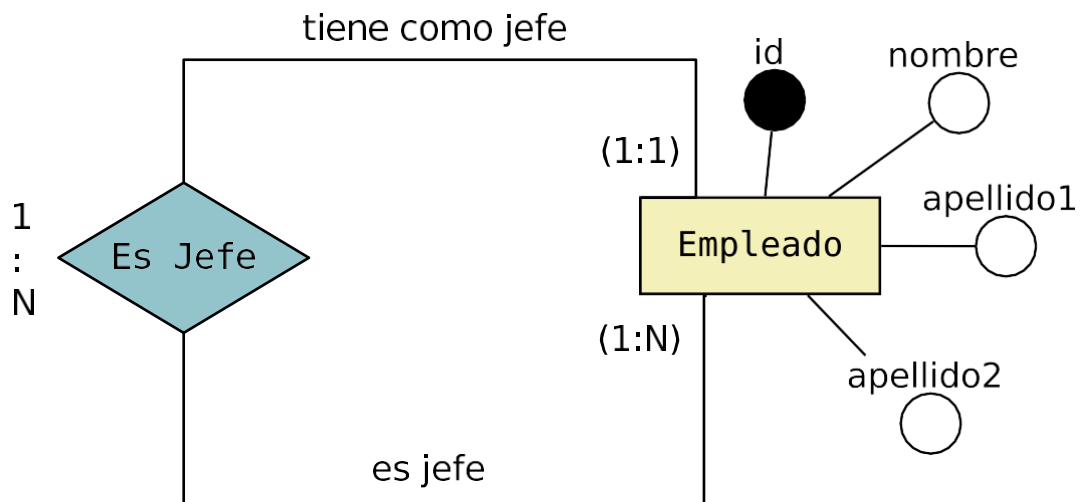 tiene como jefe
id
nombre
(1:1)
apellido1
1
:
N
Es Jefe
Empleado
(1:N)
apellido2
es jefe